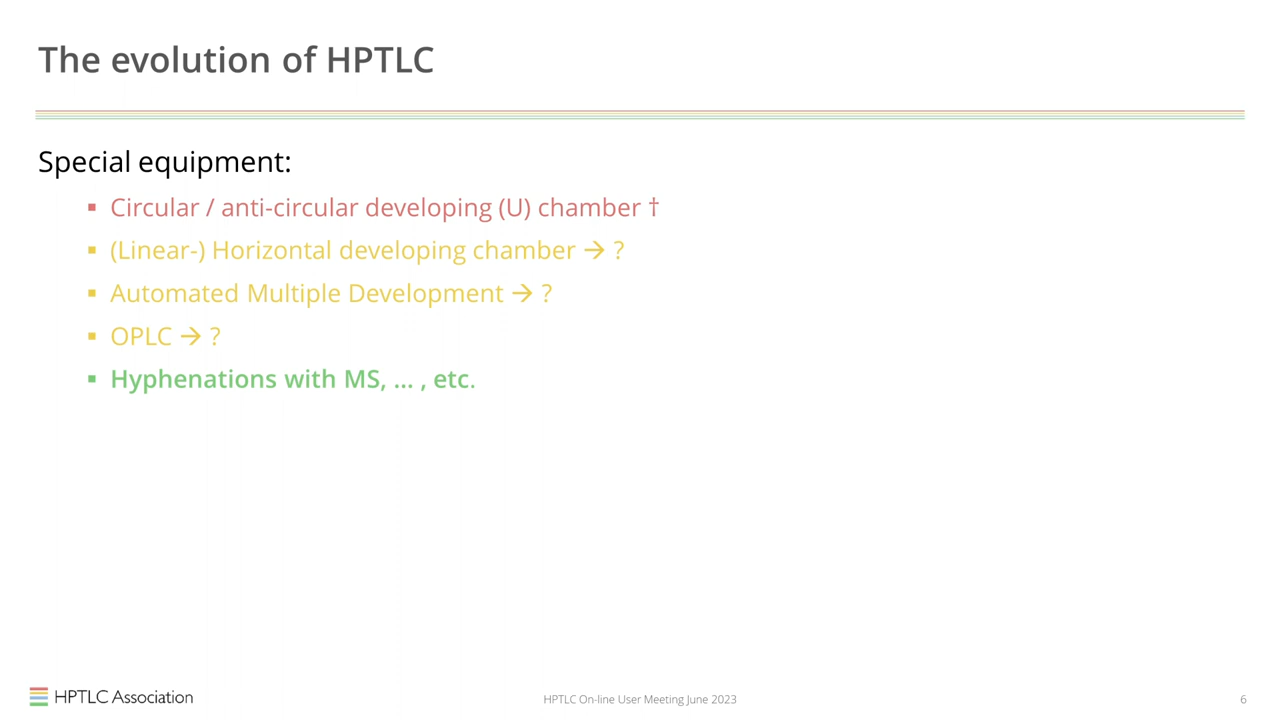 The evolution of HPTLC
Special equipment:
▪ Circular / anti-circular developing (U) chamber †
▪ (Linear-) Horizontal developing chamber → ?
▪ Automated Multiple Development → ?
▪ OPLC → ?
▪ Hyphenations with MS, ... , etc.
HPTLC Association
HPTLC On-line User Meeting June 2023
6